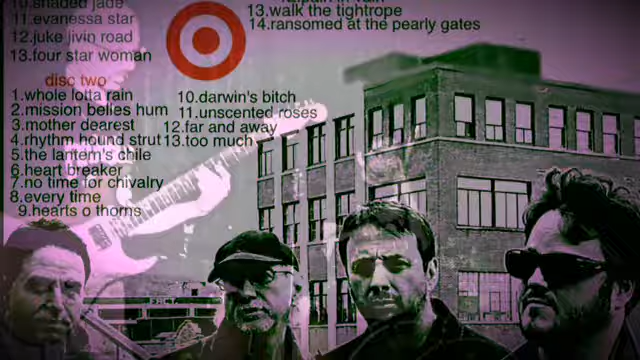 10.shaded jade
11.evanessa star
12.juke jivin road
13.four star woman
disc two
1.whole lotta rain
2.mission belies hum
3.mother dearest
4.rhythm hound strut
5.the lantern's chile
6.heart breaker
7.no time for chivalry
8.every time
9.hearts o thorns
10.darwin's bitch
11.unscented roses
12.far and away
13.too much
13.walk the tightrope
14.ransomed at the pearly gates